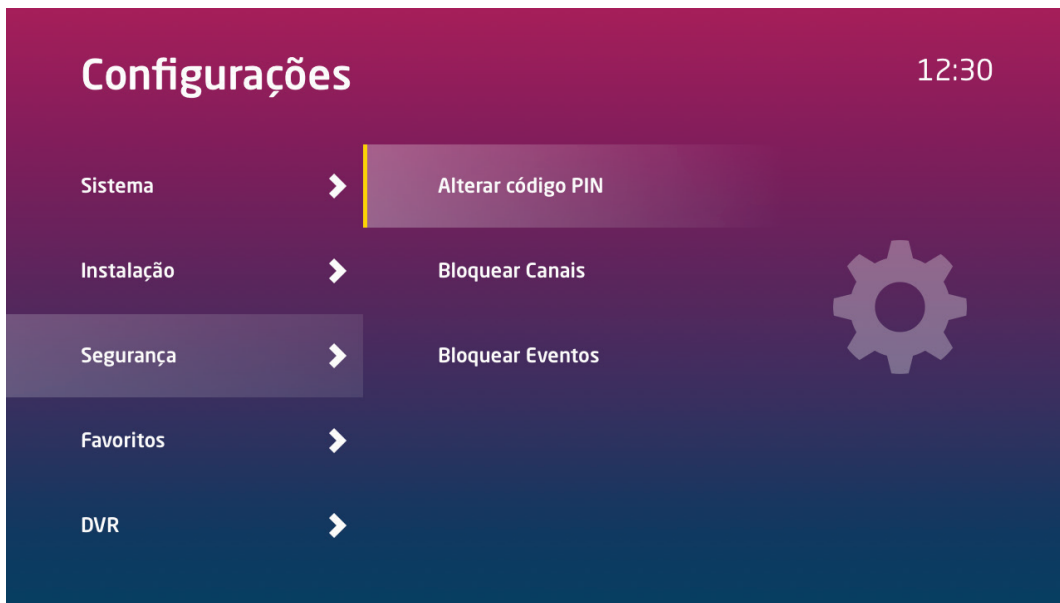 Configurações
12:30
Sistema
Alterar código PIN
Instalação
Bloquear Canais
Segurança
Bloquear Eventos
Favoritos
DVR